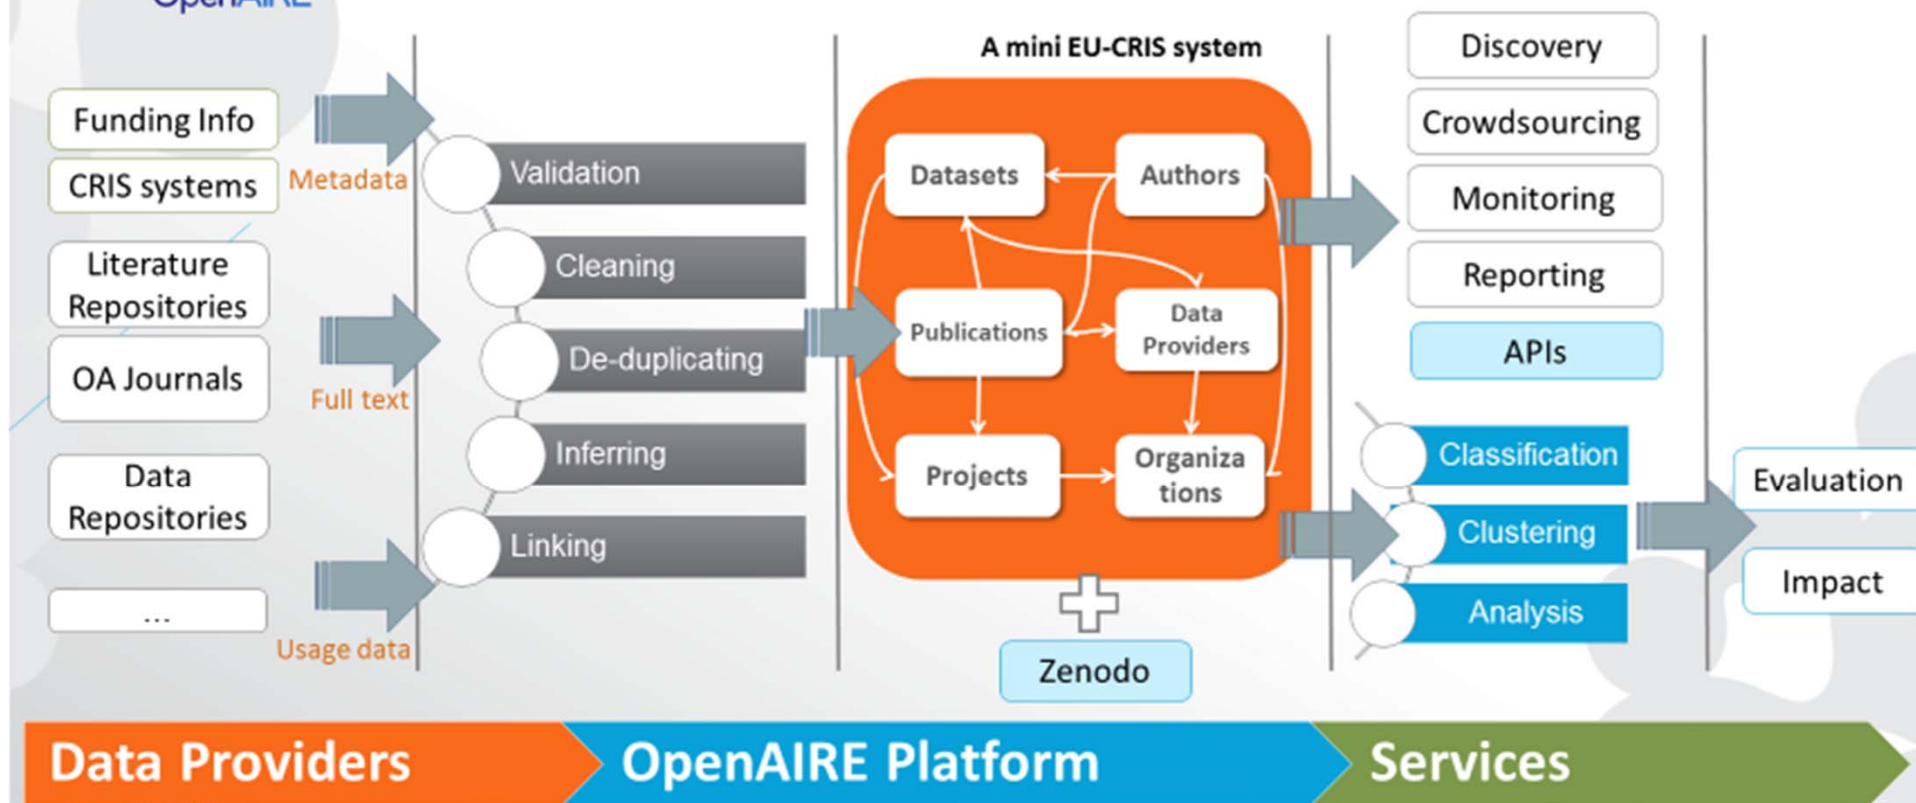 OpenAIRE
A mini EU-CRIS system
Funding Info
CRIS systems
Metadata
Literature
Repositories
OA Journals
Full text
Data
Repositories
...
Usage data
Validation
Cleaning
De-duplicating
Inferring
Linking
Datasets
Authors
Publications
Data
Providers
Projects
Organiza
tions
Zenodo
Discovery
Crowdsourcing
Monitoring
Reporting
APIs
Classification
Clustering
Analysis
Evaluation
Impact
Data Providers
OpenAIRE Platform
Services